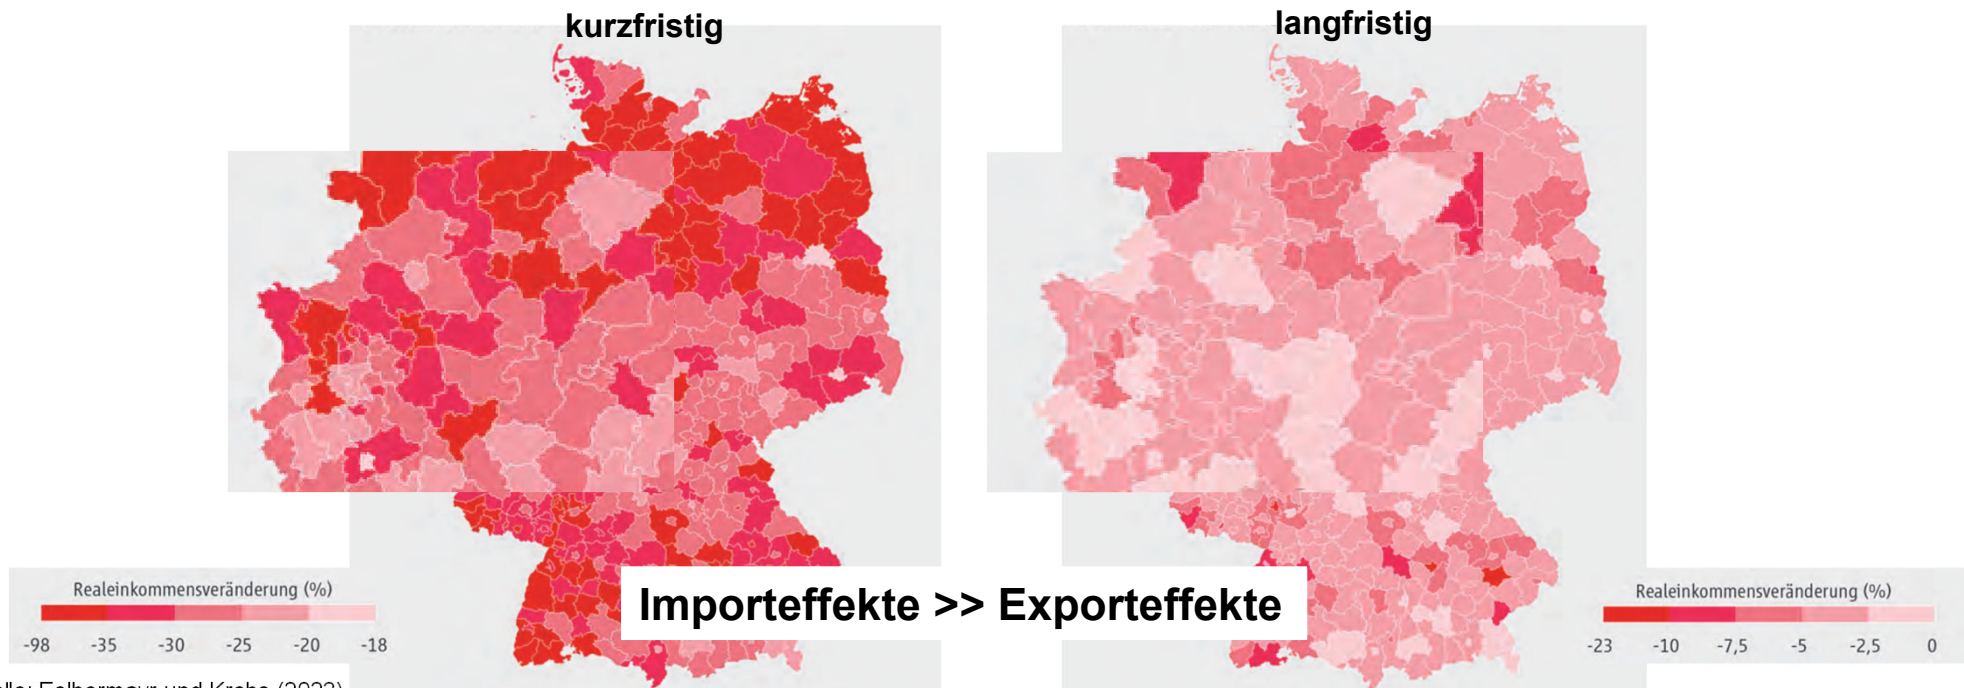 kurzfristig
langfristig
Importeffekte >> Exporteffekte
Realeinkommensveränderung (%)
-98 -35 -30 -25 -20 -18
Realeinkommensveränderung (%)
-23 -10 -7,5 -5 -2,5 0